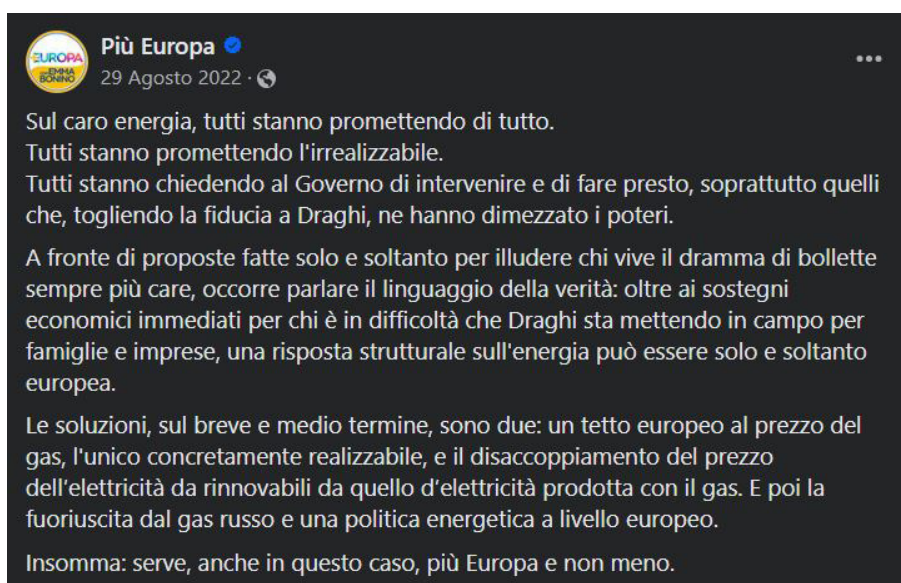 EUROPA
EMMA
BONINO
Più Europa
29 Agosto 2022 ·
Sul caro energia, tutti stanno promettendo di tutto.
Tutti stanno promettendo l'irrealizzabile.
Tutti stanno chiedendo al Governo di intervenire e di fare presto, soprattutto quelli
che, togliendo la fiducia a Draghi, ne hanno dimezzato i poteri.
A fronte di proposte fatte solo e soltanto per illudere chi vive il dramma di bollette
sempre più care, occorre parlare il linguaggio della verità: oltre ai sostegni
economici immediati per chi è in difficoltà che Draghi sta mettendo in campo per
famiglie e imprese, una risposta strutturale sull'energia può essere solo e soltanto
europea.
Le soluzioni, sul breve e medio termine, sono due: un tetto europeo al prezzo del
gas, l'unico concretamente realizzabile, e il disaccoppiamento del prezzo
dell’elettricità da rinnovabili da quello d’elettricità prodotta con il gas. E poi la
fuoriuscita dal gas russo e una politica energetica a livello europeo.
Insomma: serve, anche in questo caso, più Europa e non meno.